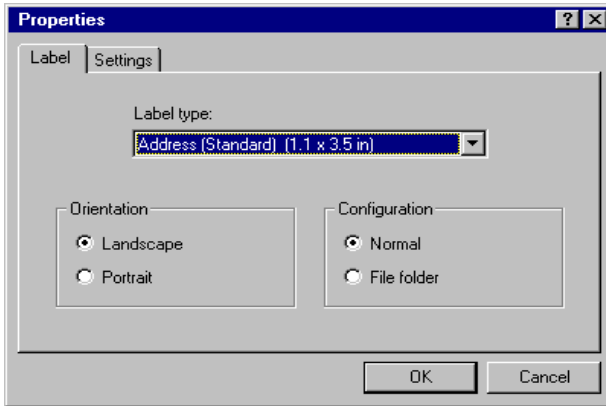 Properties
Label Settings
Label type:
Address (Standard) (1.1 x 3.5 in)
Orientation Configuration
Landscape Normal
Portrait File folder
OK Cancel